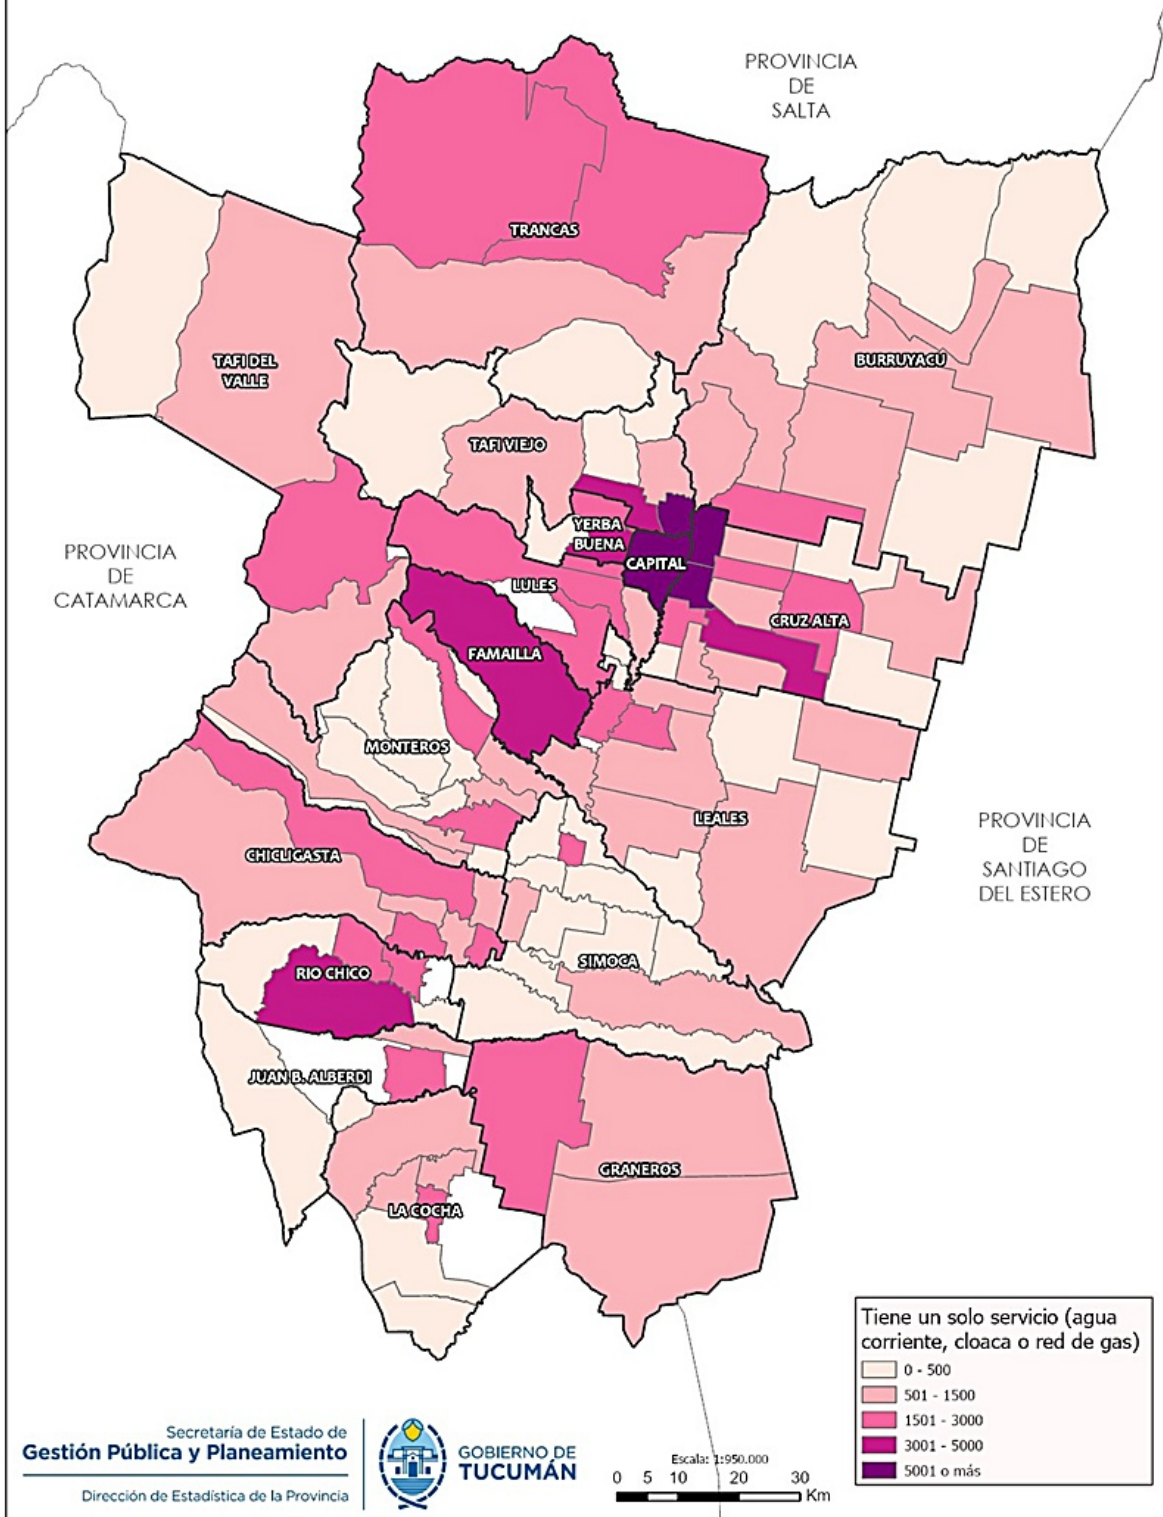 PROVINCIA
DE
SALTA
TRANCAS
TAFI DEL
VALLE
BURRUYACÚ
TAFI VIEJO
YERBA
BUENA
CAPITAL
PROVINCIA
DE
CATAMARCA
LULES
CRUZ ALTA
FAMAILLA
MONTEROS
LEALES
PROVINCIA
DE
SANTIAGO
DEL ESTERO
CHICLIGASTA
SIMOCA
RIO CHICO
JUAN B. ALBERDI
GRANEROS
LA COCHA
Tiene un solo servicio (agua
corriente, cloaca o red de gas)
0 - 500
501 - 1500
1501 - 3000
3001 - 5000
5001 o más
Secretaría de Estado de
Gestión Pública y Planeamiento
Dirección de Estadística de la Provincia
GOBIERNO DE
TUCUMÁN
Escala: 1:950.000
0 5 10 20 30
Km